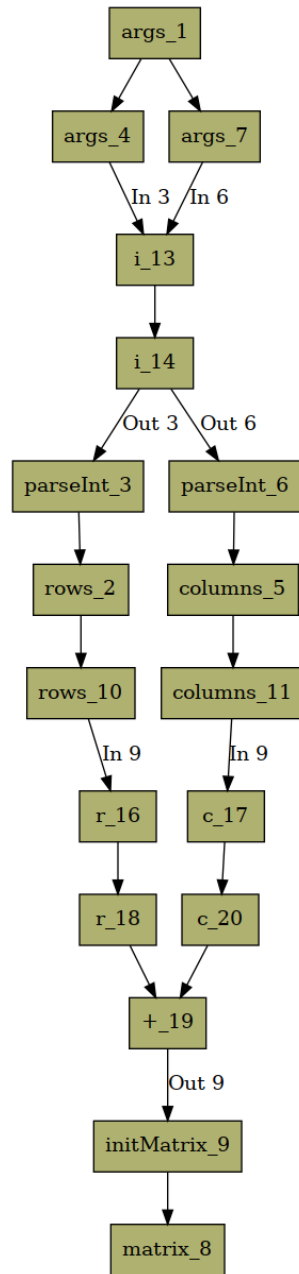 args_1
args_4
args_7
In 3
In 6
i_13
i_14
Out 3
Out 6
parseInt_3
parseInt_6
rows_2
columns_5
rows_10
columns_11
In 9
In 9
r_16
c_17
r_18
c_20
+_19
Out 9
initMatrix_9
matrix_8